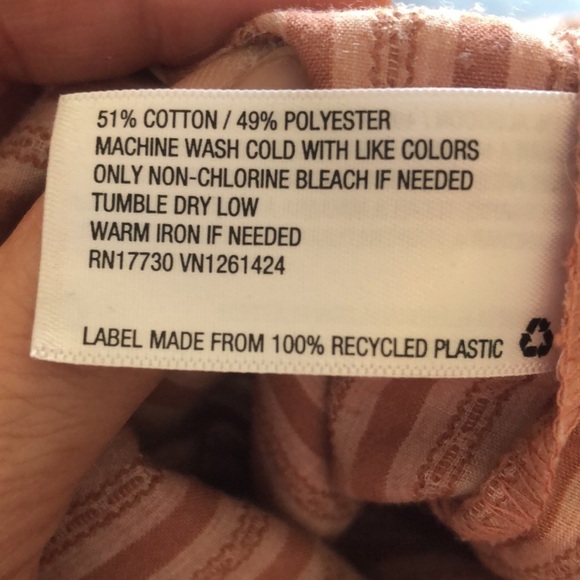 51% COTTON / 49% POLYESTER
MACHINE WASH COLD WITH LIKE COLORS
ONLY NON-CHLORINE BLEACH IF NEEDED
TUMBLE DRY LOW
WARM IRON IF NEEDED
RN17730 VN1261424
LABEL MADE FROM 100% RECYCLED PLASTIC